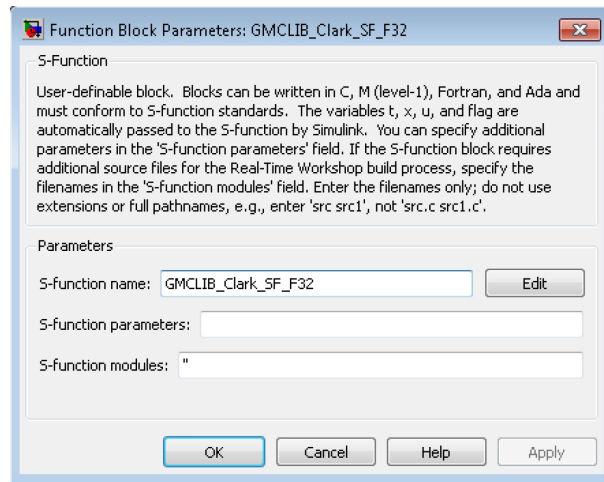 Function Block Parameters: GMCLIB_Clark_SF_F32
S-Function
User-definable block. Blocks can be written in C, M (level-1), Fortran, and Ada and
must conform to S-function standards. The variables t, x, u, and flag are
automatically passed to the S-function by Simulink. You can specify additional
parameters in the 'S-function parameters' field. If the S-function block requires
additional source files for the Real-Time Workshop build process, specify the
filenames in the 'S-function modules' field. Enter the filenames only; do not use
extensions or full pathnames, e.g., enter 'src src1', not 'src.c src1.c'.
Parameters
S-function name: GMCLIB_Clark_SF_F32 Edit
S-function parameters:
S-function modules: ''
OK Cancel Help Apply